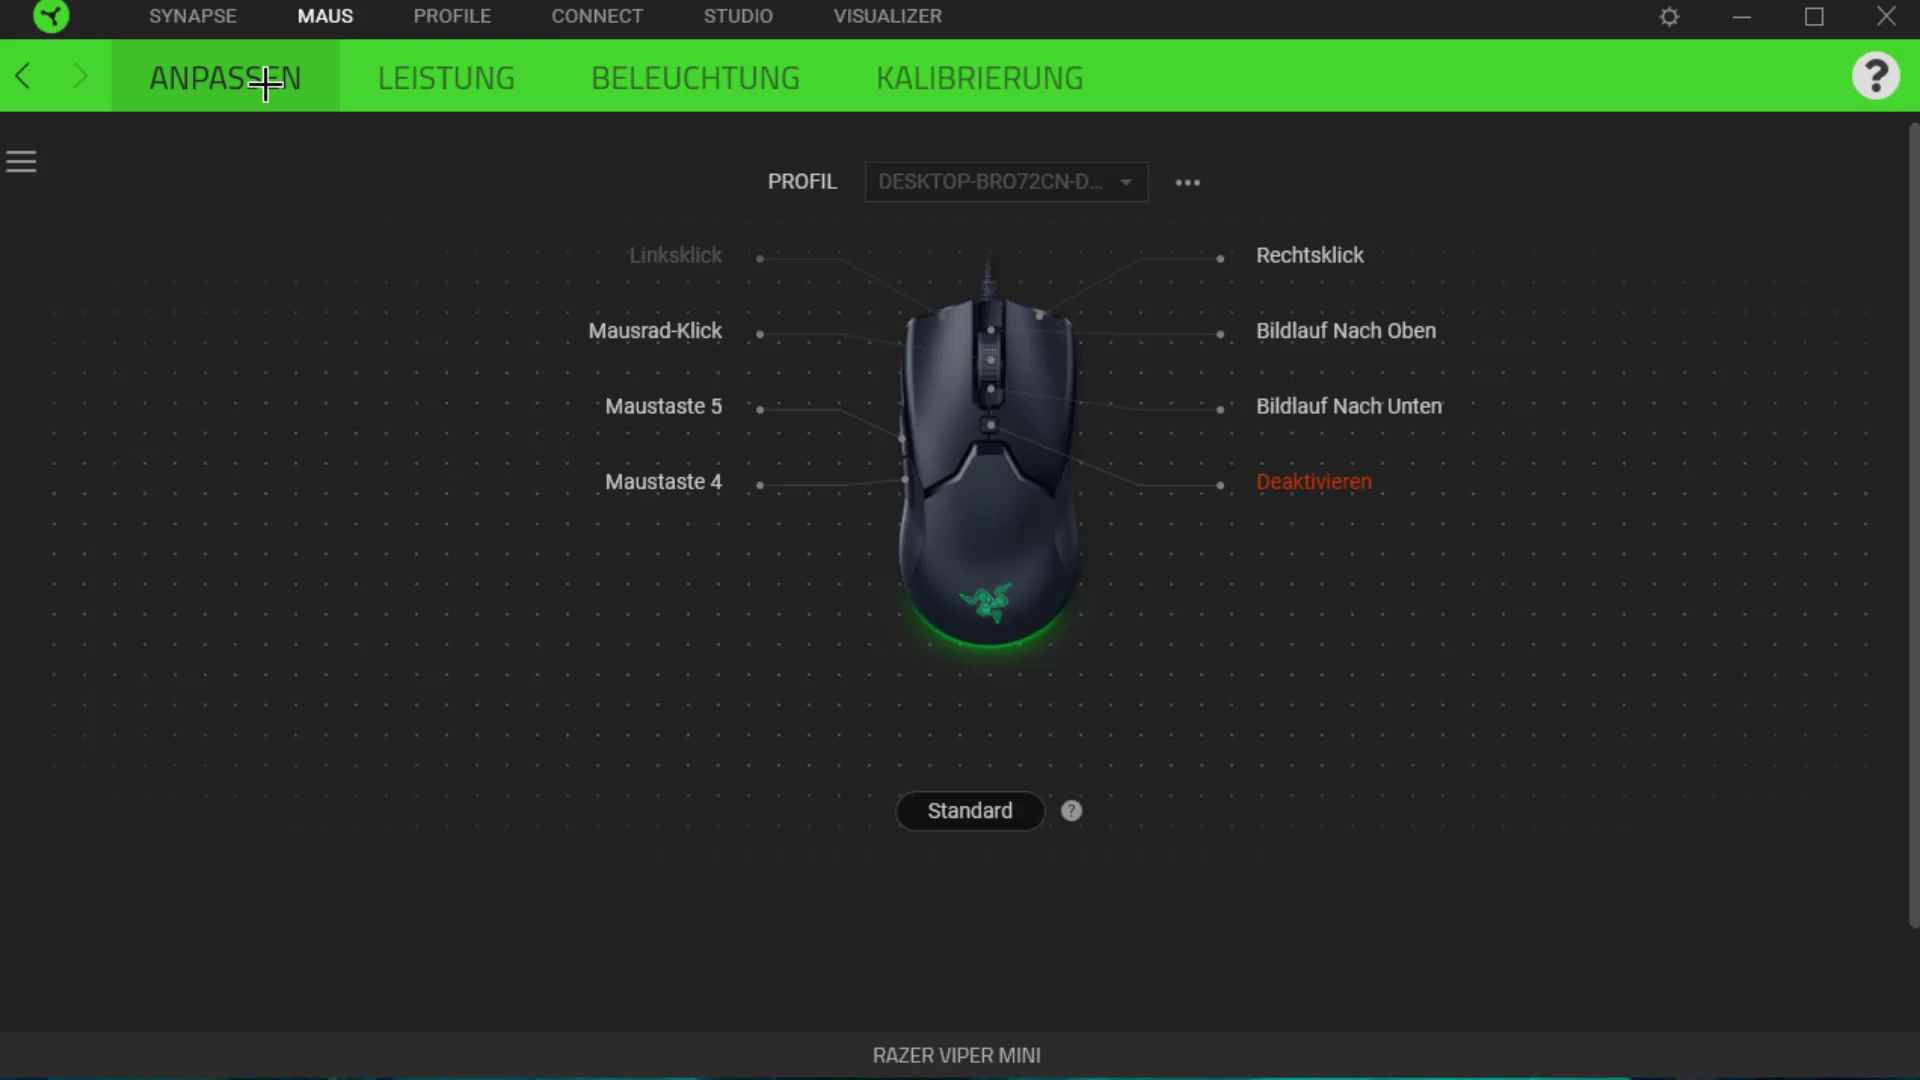 SYNAPSE MAUS PROFILE CONNECT STUDIO VISUALIZER
ANPASSEN LEISTUNG BELEUCHTUNG KALIBRIERUNG ?
PROFIL DESKTOP-BRO72CN-D... •••
Linksklick Rechtsklick
Mausrad-Klick Bildlauf Nach Oben
Maustaste 5 Bildlauf Nach Unten
Maustaste 4 Deaktivieren
Standard ?
RAZER VIPER MINI